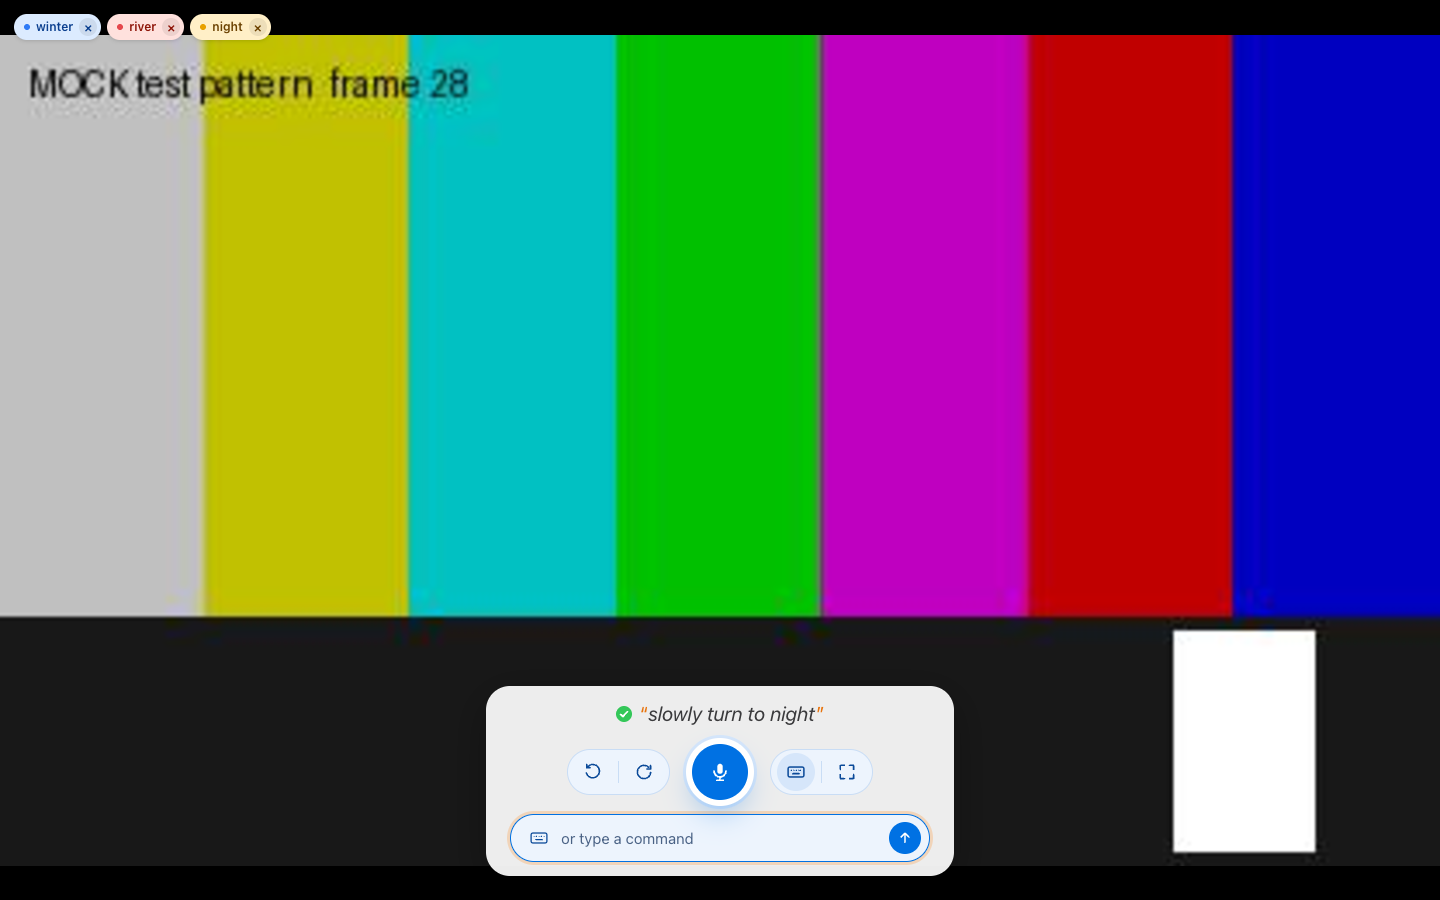 winter × river × night ×
MOCK test pattern frame 28
"slowly turn to night"
or type a command